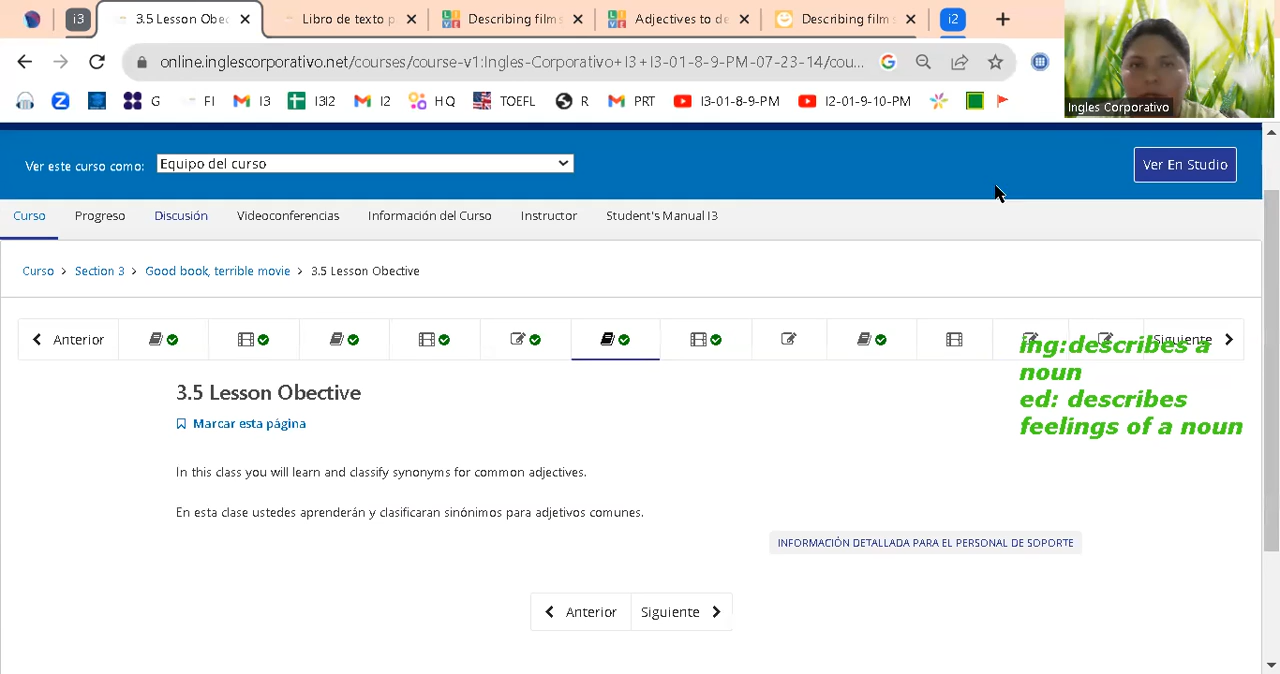 i3
3.5 Lesson Obec
Libro de texto p
Describing films
Adjectives to de
Describing films
i2
online.inglescorporativo.net/courses/course-v1:Ingles-Corporativo+I3+I3-01-8-9-PM-07-23-14/cou...
G
FI
I3
I3I2
I2
HQ
TOEFL
R
PRT
I3-01-8-9-PM
I2-01-9-10-PM
Ingles Corporativo
Ver este curso como:
Equipo del curso
Ver En Studio
Curso
Progreso
Discusión
Videoconferencias
Información del Curso
Instructor
Student's Manual I3
Curso > Section 3 > Good book, terrible movie > 3.5 Lesson Obective
Anterior
Siguiente
ing:describes a
noun
ed: describes
feelings of a noun
3.5 Lesson Obective
Marcar esta página
In this class you will learn and classify synonyms for common adjectives.
En esta clase ustedes aprenderán y clasificaran sinónimos para adjetivos comunes.
INFORMACIÓN DETALLADA PARA EL PERSONAL DE SOPORTE
Anterior
Siguiente